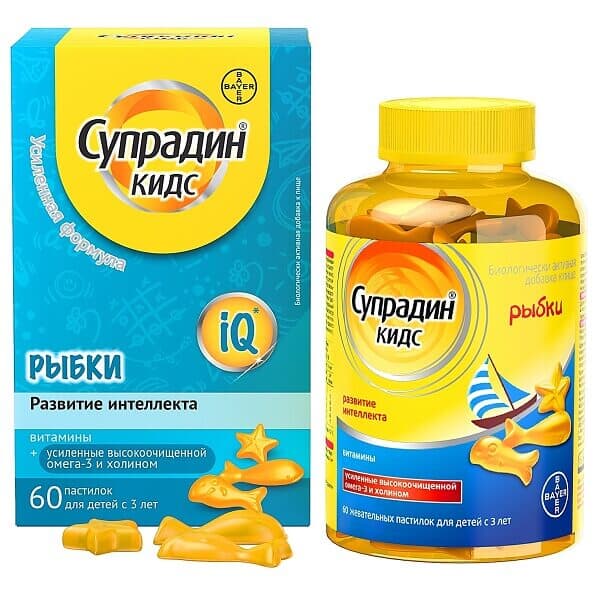 BAYER
BAYER
Супрадин®
кидс
Усиленная формула
Биологически активная добавка к пище
iQ*
РЫБКИ
Развитие интеллекта
витамины
+ усиленные высокоочищенной
омега-3 и холином
60 пастилок
для детей с 3 лет
Биологически активная
добавка к пище
Супрадин®
кидс
рыбки
развитие
интеллекта
витамины
усиленные высокоочищенной
омега-3 и холином
60 жевательных пастилок для детей с 3 лет
BAYER
BAYER